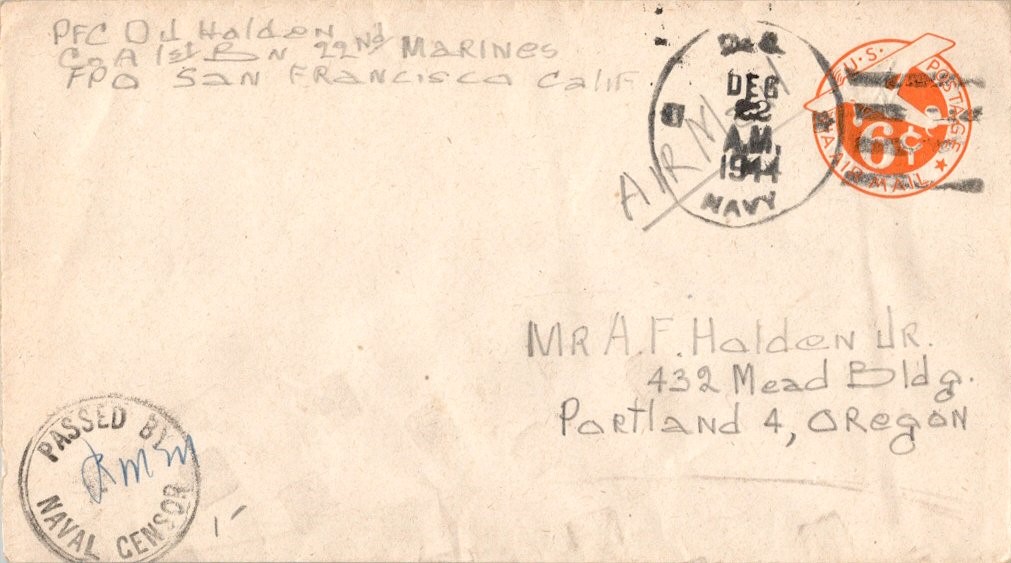 PFC D J Holden
Co A 1st BN 22nd Marines
FPO San Francisco Calif
AIR MAIL
DEC
22
A.M.
1944
NAVY
U.S. POSTAGE
6¢
AIR MAIL
Mr A. F. Holden Jr.
432 Mead Bldg.
Portland 4, Oregon
PASSED BY
NAVAL CENSOR